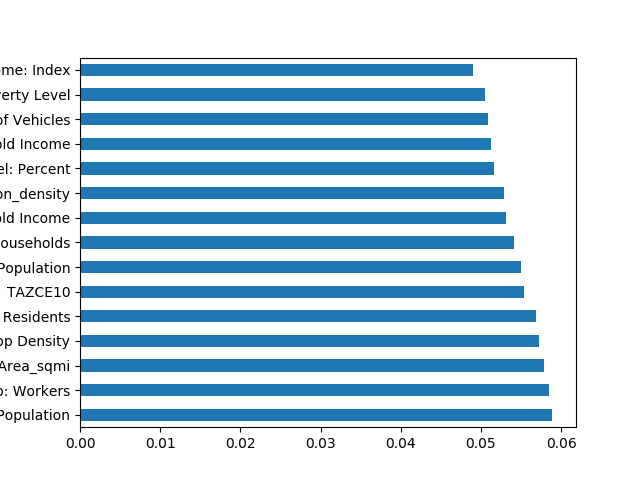 me: Index
erty Level
of Vehicles
old Income
el: Percent
on_density
old Income
ouseholds
Population
TAZCE10
Residents
op Density
Area_sqmi
: Workers
Population
0.00 0.01 0.02 0.03 0.04 0.05 0.06